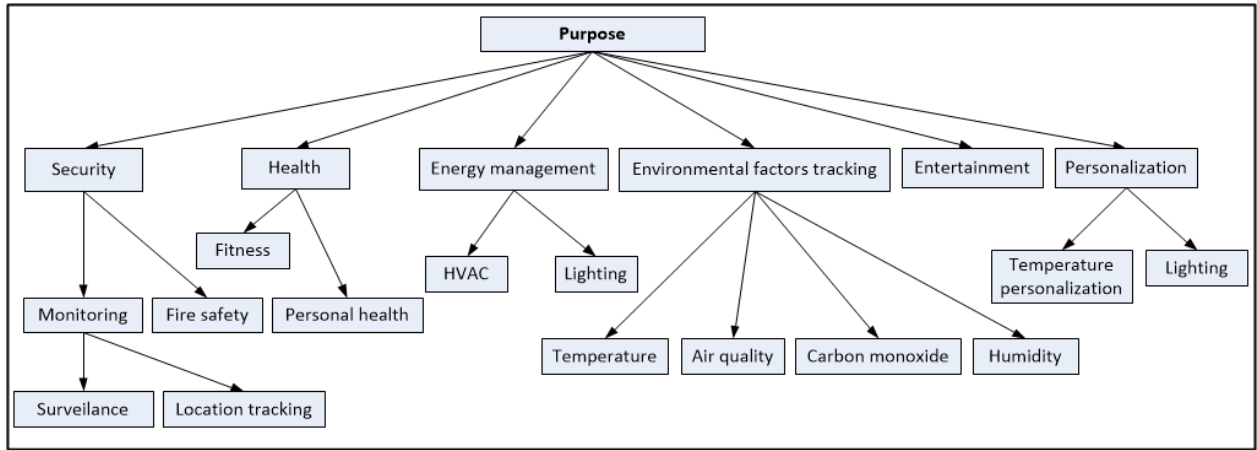 Purpose
Security
Health
Energy management
Environmental factors tracking
Entertainment
Personalization
Fitness
HVAC
Lighting
Temperature
personalization
Lighting
Monitoring
Fire safety
Personal health
Temperature
Air quality
Carbon monoxide
Humidity
Surveilance
Location tracking